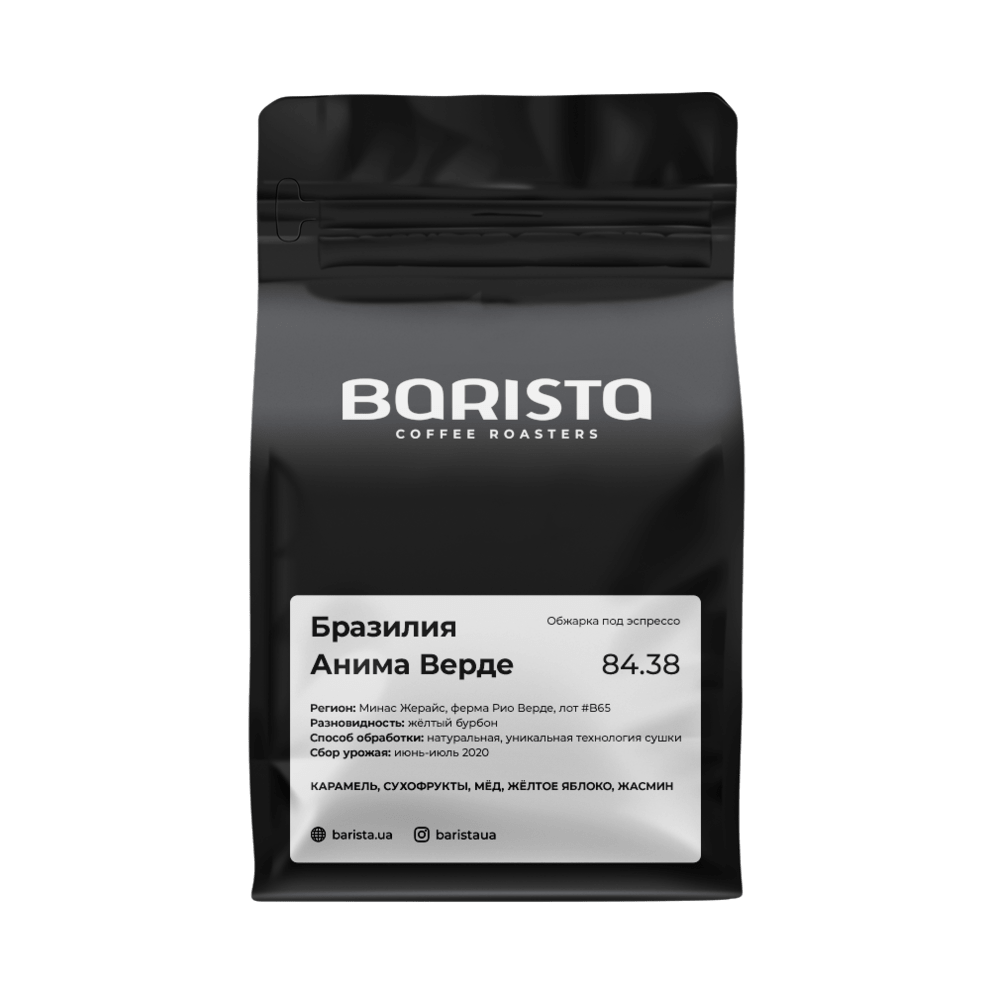 BARISTA
COFFEE ROASTERS
Бразилия
Обжарка под эспрессо
Анима Верде
84.38
Регион: Минас Жерайс, ферма Рио Верде, лот #B65
Разновидность: жёлтый бурбон
Способ обработки: натуральная, уникальная технология сушки
Сбор урожая: июнь-июль 2020
КАРАМЕЛЬ, СУХОФРУКТЫ, МЁД, ЖЁЛТОЕ ЯБЛОКО, ЖАСМИН
barista.ua
baristaua